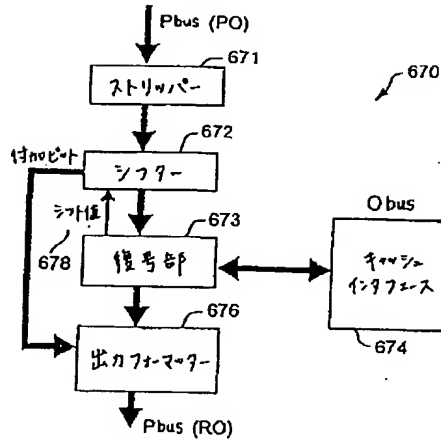 Pbus (PO)
671
ストリッパー
670
672
付加ビット
シフター
シフト値
678
673
復号部
Obus
キャッシュ
インタフェース
674
676
出力フォーマッター
Pbus (RO)